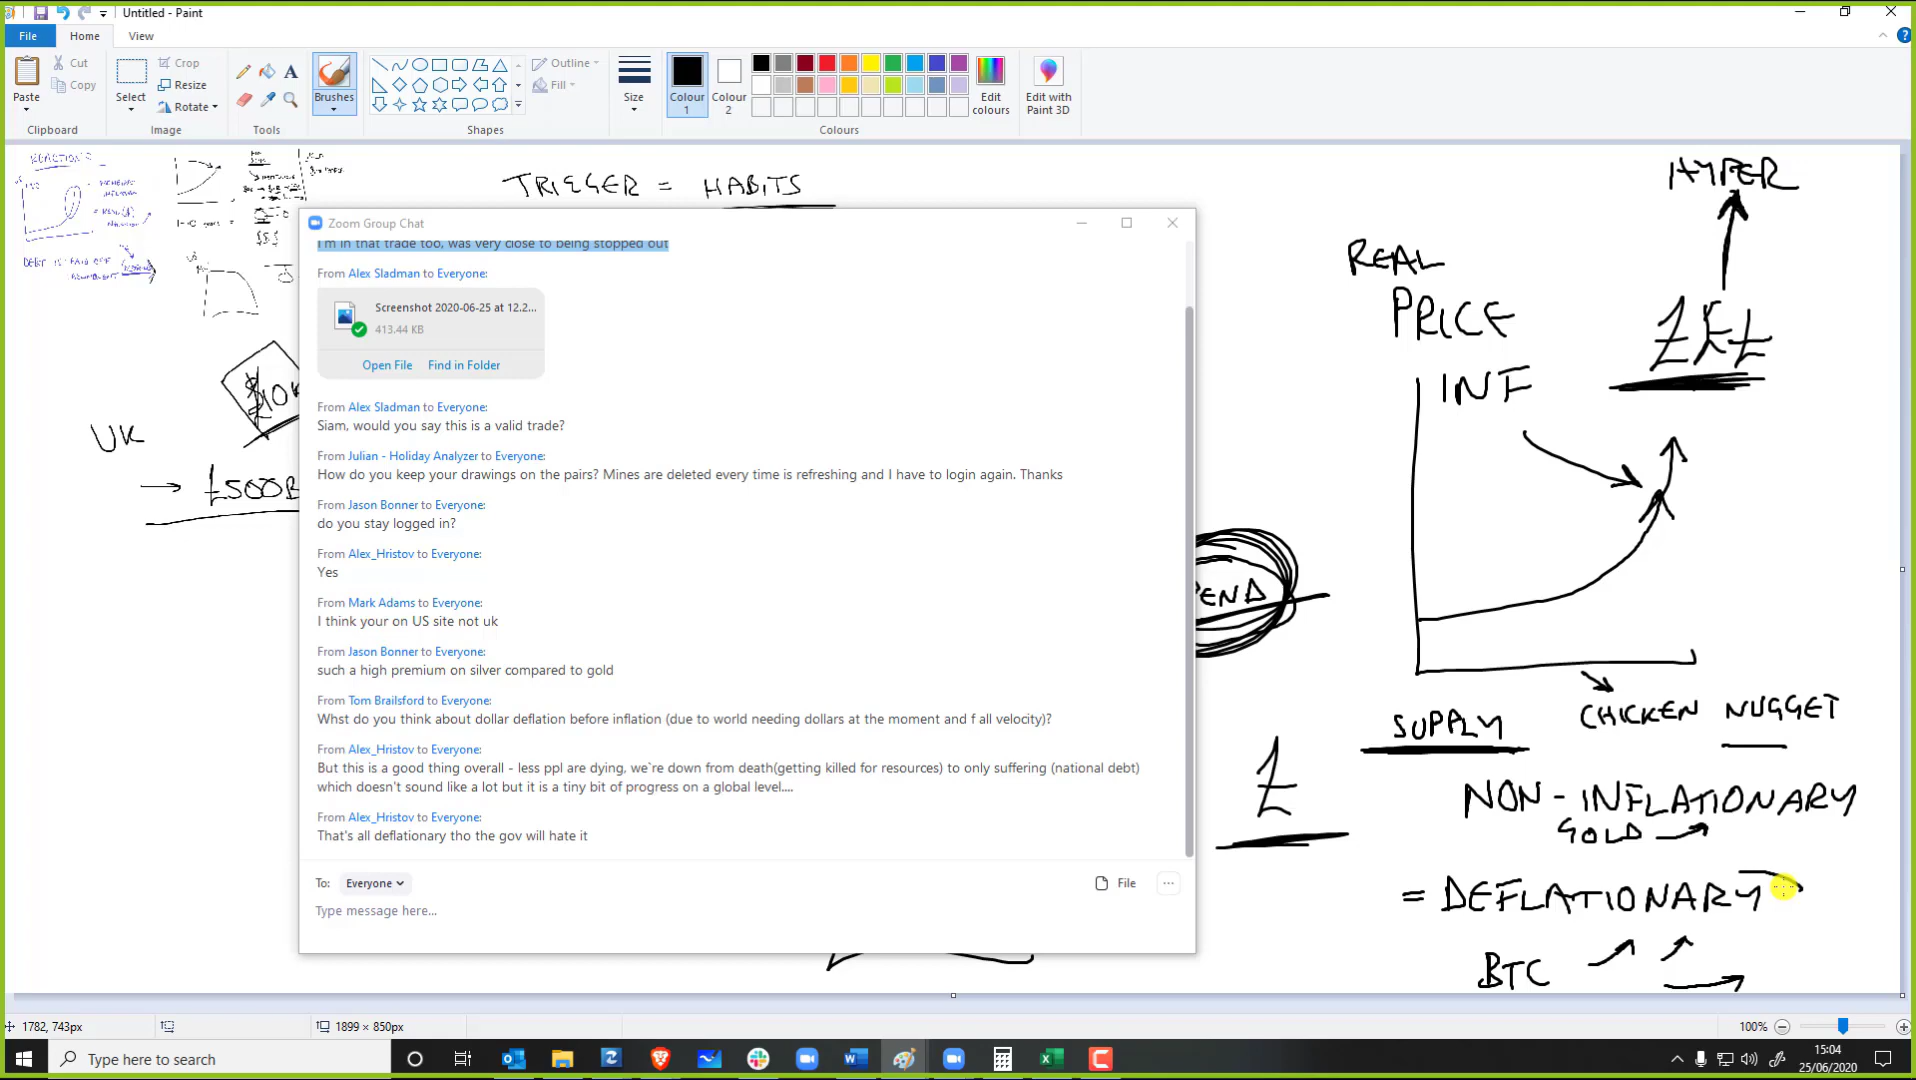 Untitled - Paint
File
Home
View
Cut
Copy
Paste
Clipboard
Crop
Resize
Rotate
Select
Image
Tools
Brushes
Outline
Fill
Shapes
Size
Colour 1
Colour 2
Edit colours
Edit with Paint 3D
Colours
REACTION
TRIGGER = HABITS
UK
£500B
REAL
PRICE
INF
HYPER
£££
PEND
SUPPLY
CHICKEN NUGGET
£
NON-INFLATIONARY
GOLD
= DEFLATIONARY
BTC
Zoom Group Chat
I'm in that trade too, was very close to being stopped out
From Alex Sladman to Everyone:
Screenshot 2020-06-25 at 12.2...
413.44 KB
Open File
Find in Folder
From Alex Sladman to Everyone:
Siam, would you say this is a valid trade?
From Julian - Holiday Analyzer to Everyone:
How do you keep your drawings on the pairs? Mines are deleted every time is refreshing and I have to login again. Thanks
From Jason Bonner to Everyone:
do you stay logged in?
From Alex_Hristov to Everyone:
Yes
From Mark Adams to Everyone:
I think your on US site not uk
From Jason Bonner to Everyone:
such a high premium on silver compared to gold
From Tom Brailsford to Everyone:
Whst do you think about dollar deflation before inflation (due to world needing dollars at the moment and f all velocity)?
From Alex_Hristov to Everyone:
But this is a good thing overall - less ppl are dying, we`re down from death(getting killed for resources) to only suffering (national debt)
which doesn't sound like a lot but it is a tiny bit of progress on a global level....
From Alex_Hristov to Everyone:
That's all deflationary tho the gov will hate it
To: Everyone
File
Type message here...
1782, 743px
1899 × 850px
100%
Type here to search
15:04
25/06/2020